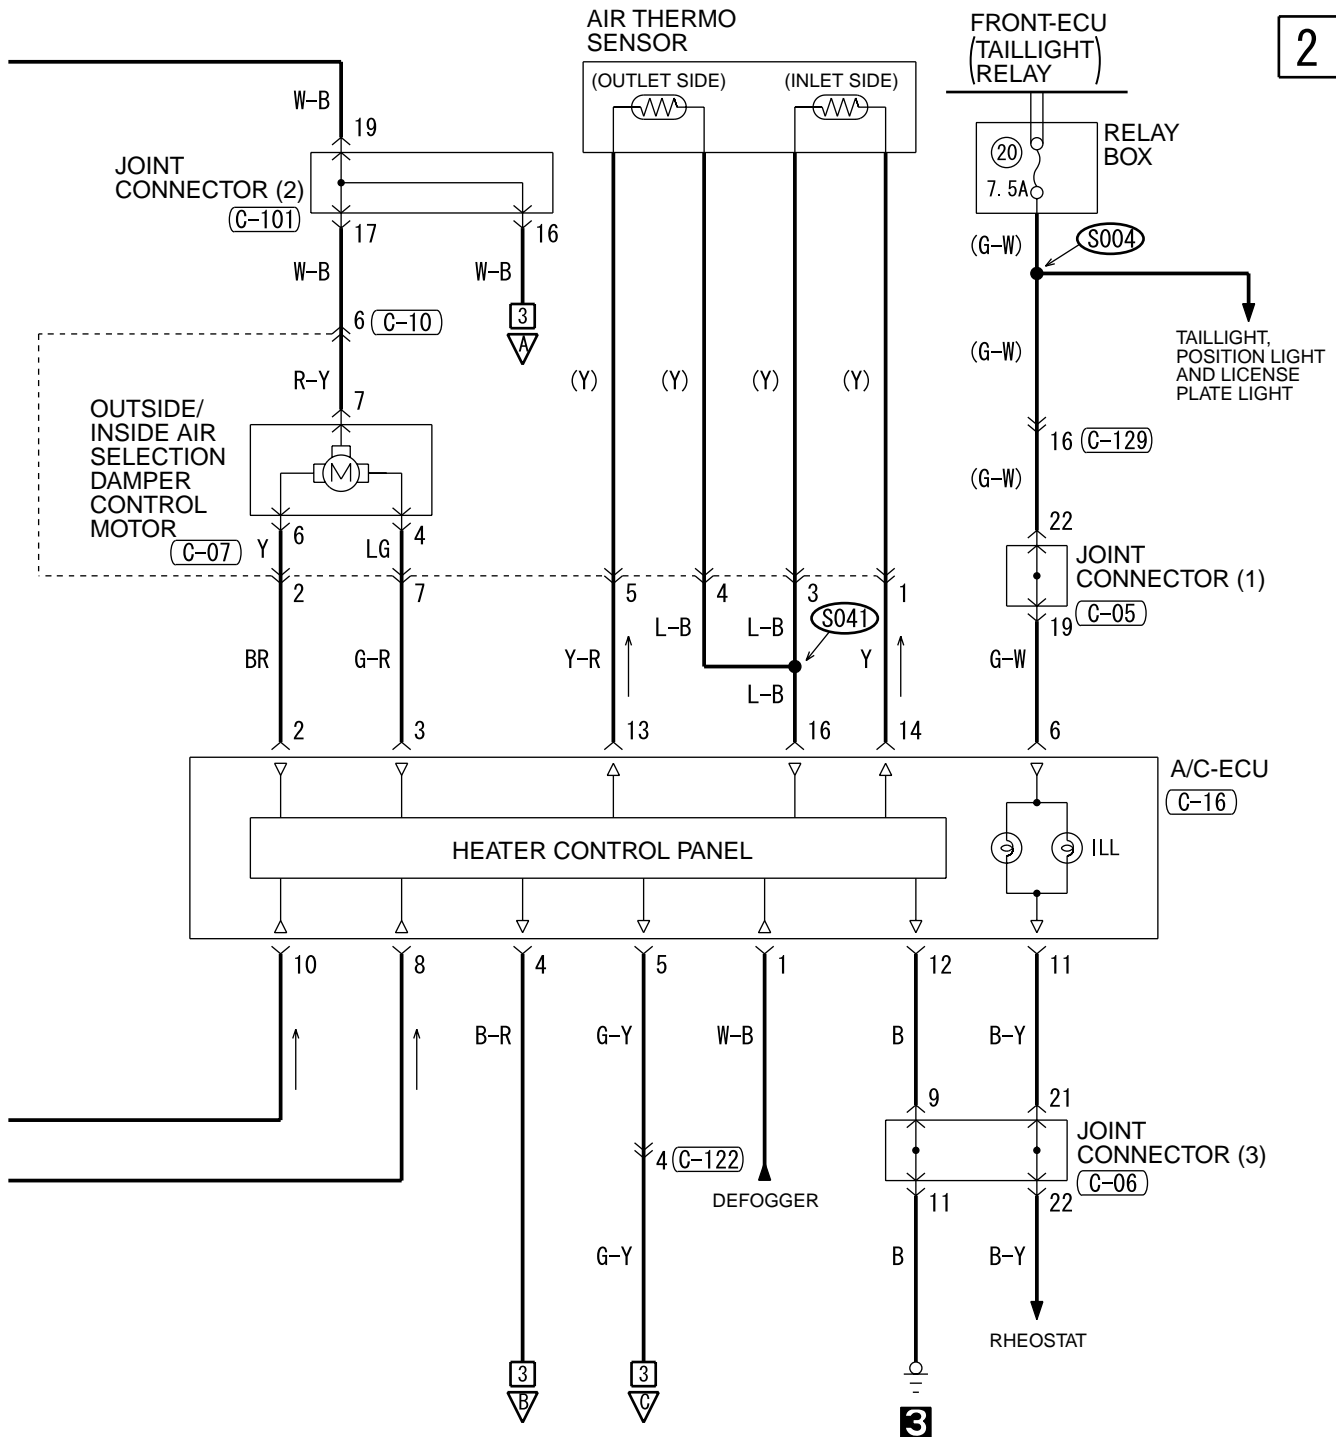 AIR THERMO
SENSOR
FRONT-ECU
(TAILLIGHT)
RELAY
2
(OUTLET SIDE)
(INLET SIDE)
W-B
19
JOINT
CONNECTOR (2)
C-101
17
16
20
7.5A
RELAY
BOX
W-B
W-B
(G-W)
S004
6
C-10
3
A
TAILLIGHT,
POSITION LIGHT
AND LICENSE
PLATE LIGHT
R-Y
7
(Y)
(Y)
(Y)
(Y)
(G-W)
OUTSIDE/
INSIDE AIR
SELECTION
DAMPER
CONTROL
MOTOR
M
16
C-129
(G-W)
C-07
Y
6
LG
4
22
JOINT
CONNECTOR (1)
C-05
19
2
7
5
4
3
1
L-B
L-B
S041
BR
G-R
Y-R
L-B
Y
G-W
2
3
13
16
14
6
A/C-ECU
C-16
HEATER CONTROL PANEL
ILL
10
8
4
5
1
12
11
B-R
G-Y
W-B
B
B-Y
9
21
JOINT
CONNECTOR (3)
C-06
4
C-122
DEFOGGER
11
22
G-Y
B
B-Y
RHEOSTAT
3
B
3
C
3